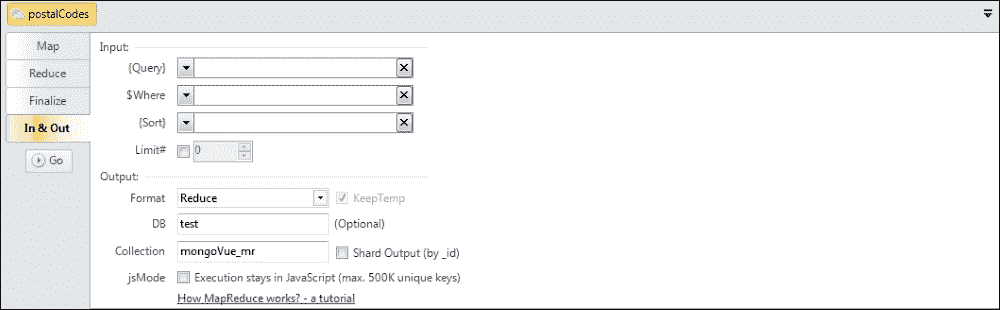 postalCodes
Map
Reduce
Finalize
In & Out
Go
Input:
{Query}
$Where
{Sort}
Limit# 0
Output:
Format Reduce KeepTemp
DB test (Optional)
Collection mongoVue_mr Shard Output (by _id)
jsMode Execution stays in JavaScript (max. 500K unique keys)
How MapReduce works? - a tutorial